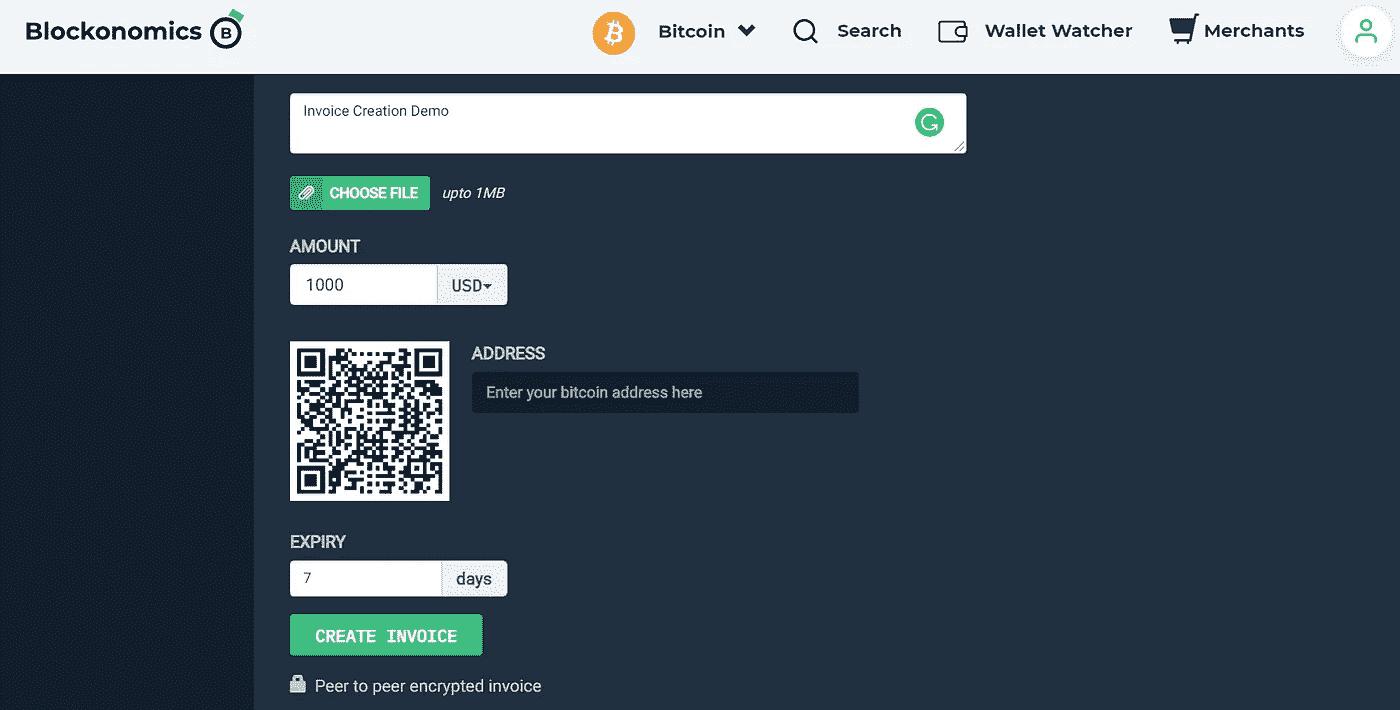 Blockonomics B
Bitcoin
Search
Wallet Watcher
Merchants
Invoice Creation Demo
CHOOSE FILE upto 1MB
AMOUNT
1000 USD
ADDRESS
Enter your bitcoin address here
EXPIRY
7 days
CREATE INVOICE
Peer to peer encrypted invoice